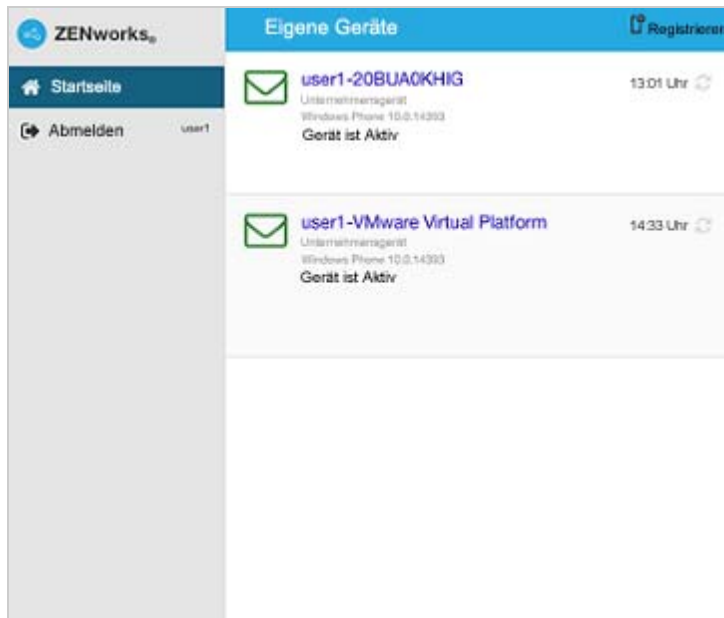 ZENworks®
Startseite
Abmelden user1
Eigene Geräte Registrieren
user1-20BUA0KHIG 13:01 Uhr
Unternehmensgerät
Windows Phone 10.0.14393
Gerät ist Aktiv
user1-VMware Virtual Platform 14:33 Uhr
Unternehmensgerät
Windows Phone 10.0.14393
Gerät ist Aktiv